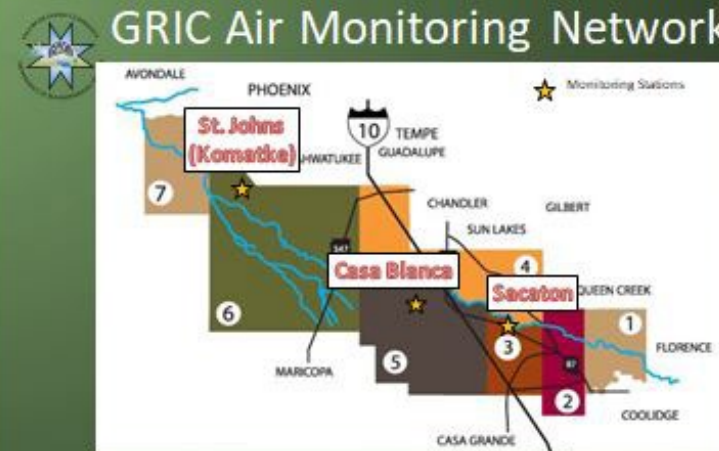 GRIC Air Monitoring Network
AVONDALE
PHOENIX
Monitoring Stations
St. Johns
(Komatke)
HWATUKEE
10
TEMPE
GUADALUPE
7
CHANDLER
GILBERT
SUN LAKES
347
Casa Blanca
4
Sacaton
QUEEN CREEK
6
1
3
FLORENCE
5
MARICOPA
87
2
COOLIDGE
CASA GRANDE